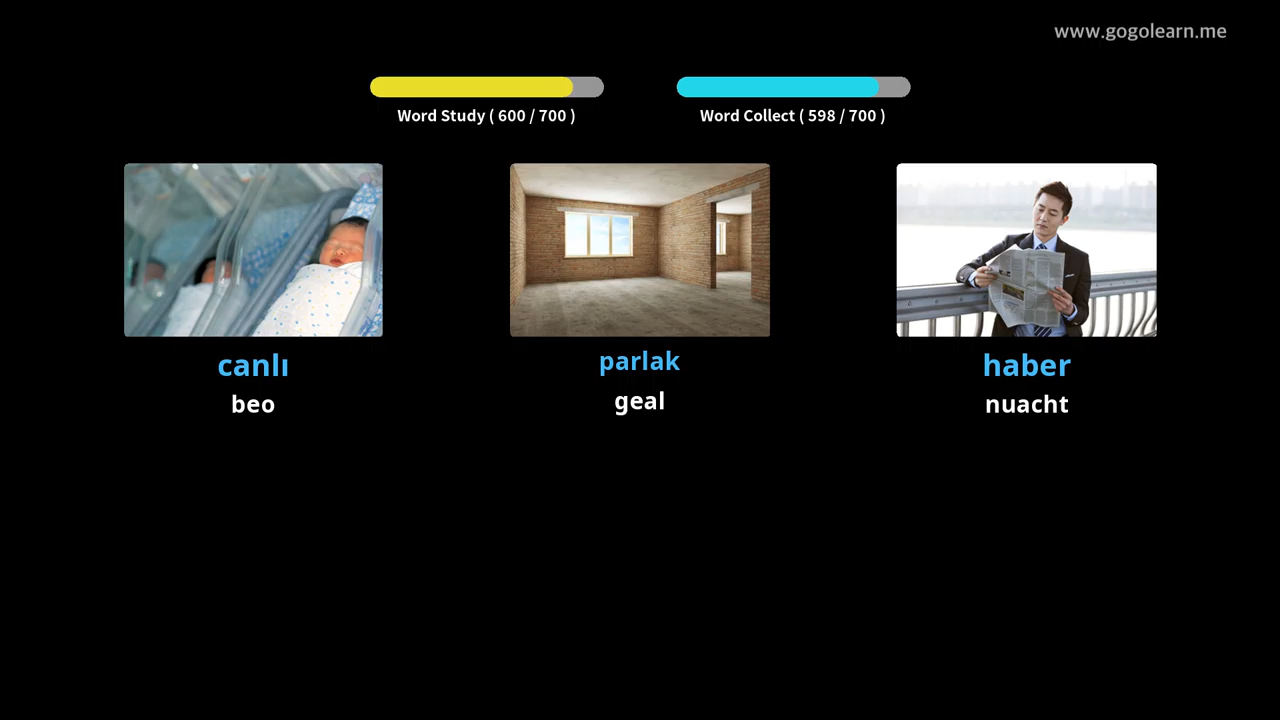 www.gogolearn.me
Word Study ( 600 / 700 )
Word Collect ( 598 / 700 )
canlı
beo
parlak
geal
haber
nuacht